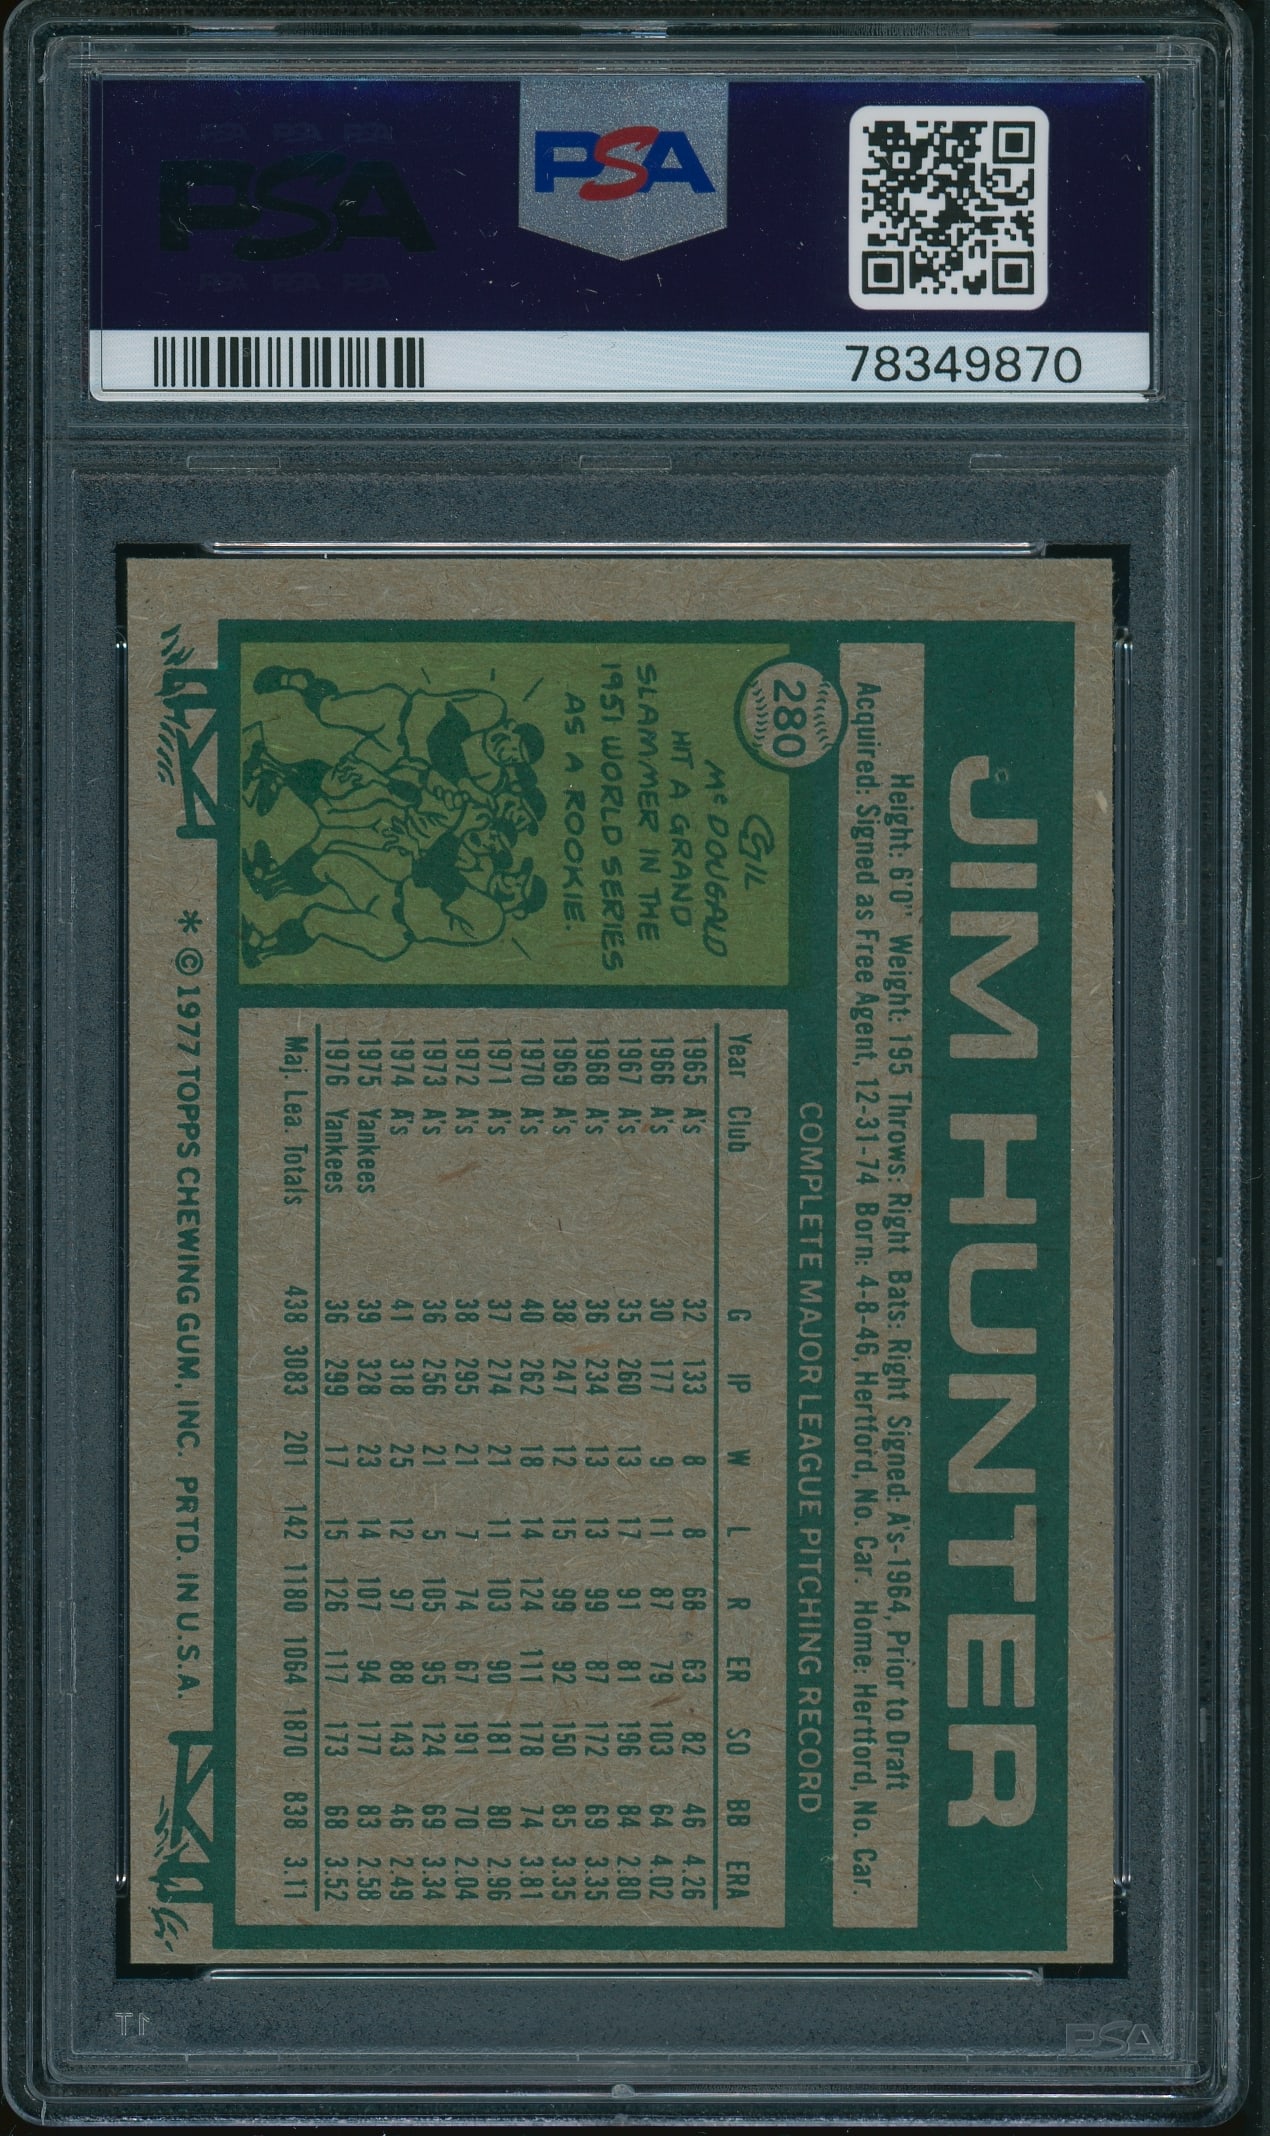 PSA PSA PSA
PSA
PSA PSA PSA
PSA
78349870
JIM HUNTER
Height: 6'0" Weight: 195 Throws: Right Bats: Right Signed: A's-1964, Prior to Draft
Acquired: Signed as Free Agent, 12-31-74 Born: 4-8-46, Hertford, No. Car. Home: Hertford, No. Car.
280
COMPLETE MAJOR LEAGUE PITCHING RECORD
GIL
McDOUGALD
HIT A GRAND
SLAMMER IN THE
1951 WORLD SERIES
AS A ROOKIE.
Year Club G IP W L R ER SO BB ERA
1965 A's 32 133 8 8 68 63 82 46 4.26
1966 A's 30 177 9 11 87 79 103 64 4.02
1967 A's 35 260 13 17 91 81 196 84 2.80
1968 A's 36 234 13 13 99 87 172 69 3.35
1969 A's 38 247 12 15 99 92 150 85 3.35
1970 A's 40 262 18 14 124 111 178 74 3.81
1971 A's 37 274 21 11 103 90 181 80 2.96
1972 A's 38 295 21 7 74 67 191 70 2.04
1973 A's 36 256 21 5 105 95 124 69 3.34
1974 A's 41 318 25 12 97 88 143 46 2.49
1975 Yankees 39 328 23 14 107 94 177 83 2.58
1976 Yankees 36 299 17 15 126 117 173 68 3.52
Maj. Lea. Totals 438 3083 201 142 1180 1064 1870 838 3.11
* © 1977 TOPPS CHEWING GUM, INC. PRTD. IN U.S.A.
PSA